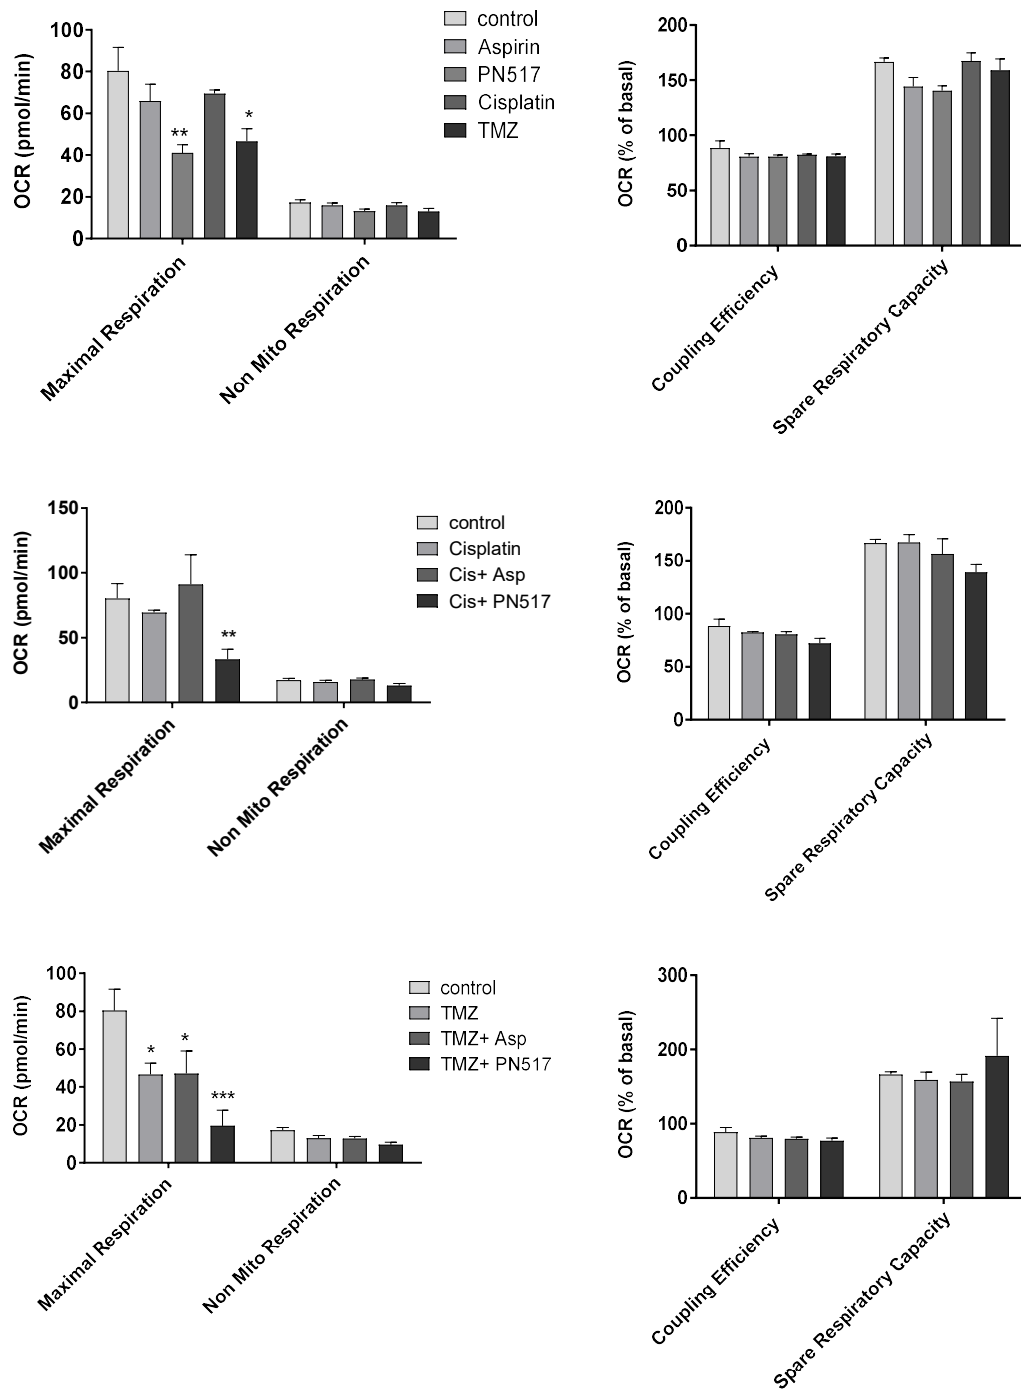 100
80
60
40
20
0
OCR (pmol/min)
**
*
control
Aspirin
PN517
Cisplatin
TMZ
Maximal Respiration
Non Mito Respiration
200
150
100
50
0
OCR (% of basal)
Coupling Efficiency
Spare Respiratory Capacity
150
100
50
0
OCR (pmol/min)
**
control
Cisplatin
Cis+ Asp
Cis+ PN517
Maximal Respiration
Non Mito Respiration
200
150
100
50
0
OCR (% of basal)
Coupling Efficiency
Spare Respiratory Capacity
100
80
60
40
20
0
OCR (pmol/min)
*
*
***
control
TMZ
TMZ+ Asp
TMZ+ PN517
Maximal Respiration
Non Mito Respiration
300
200
100
0
OCR (% of basal)
Coupling Efficiency
Spare Respiratory Capacity